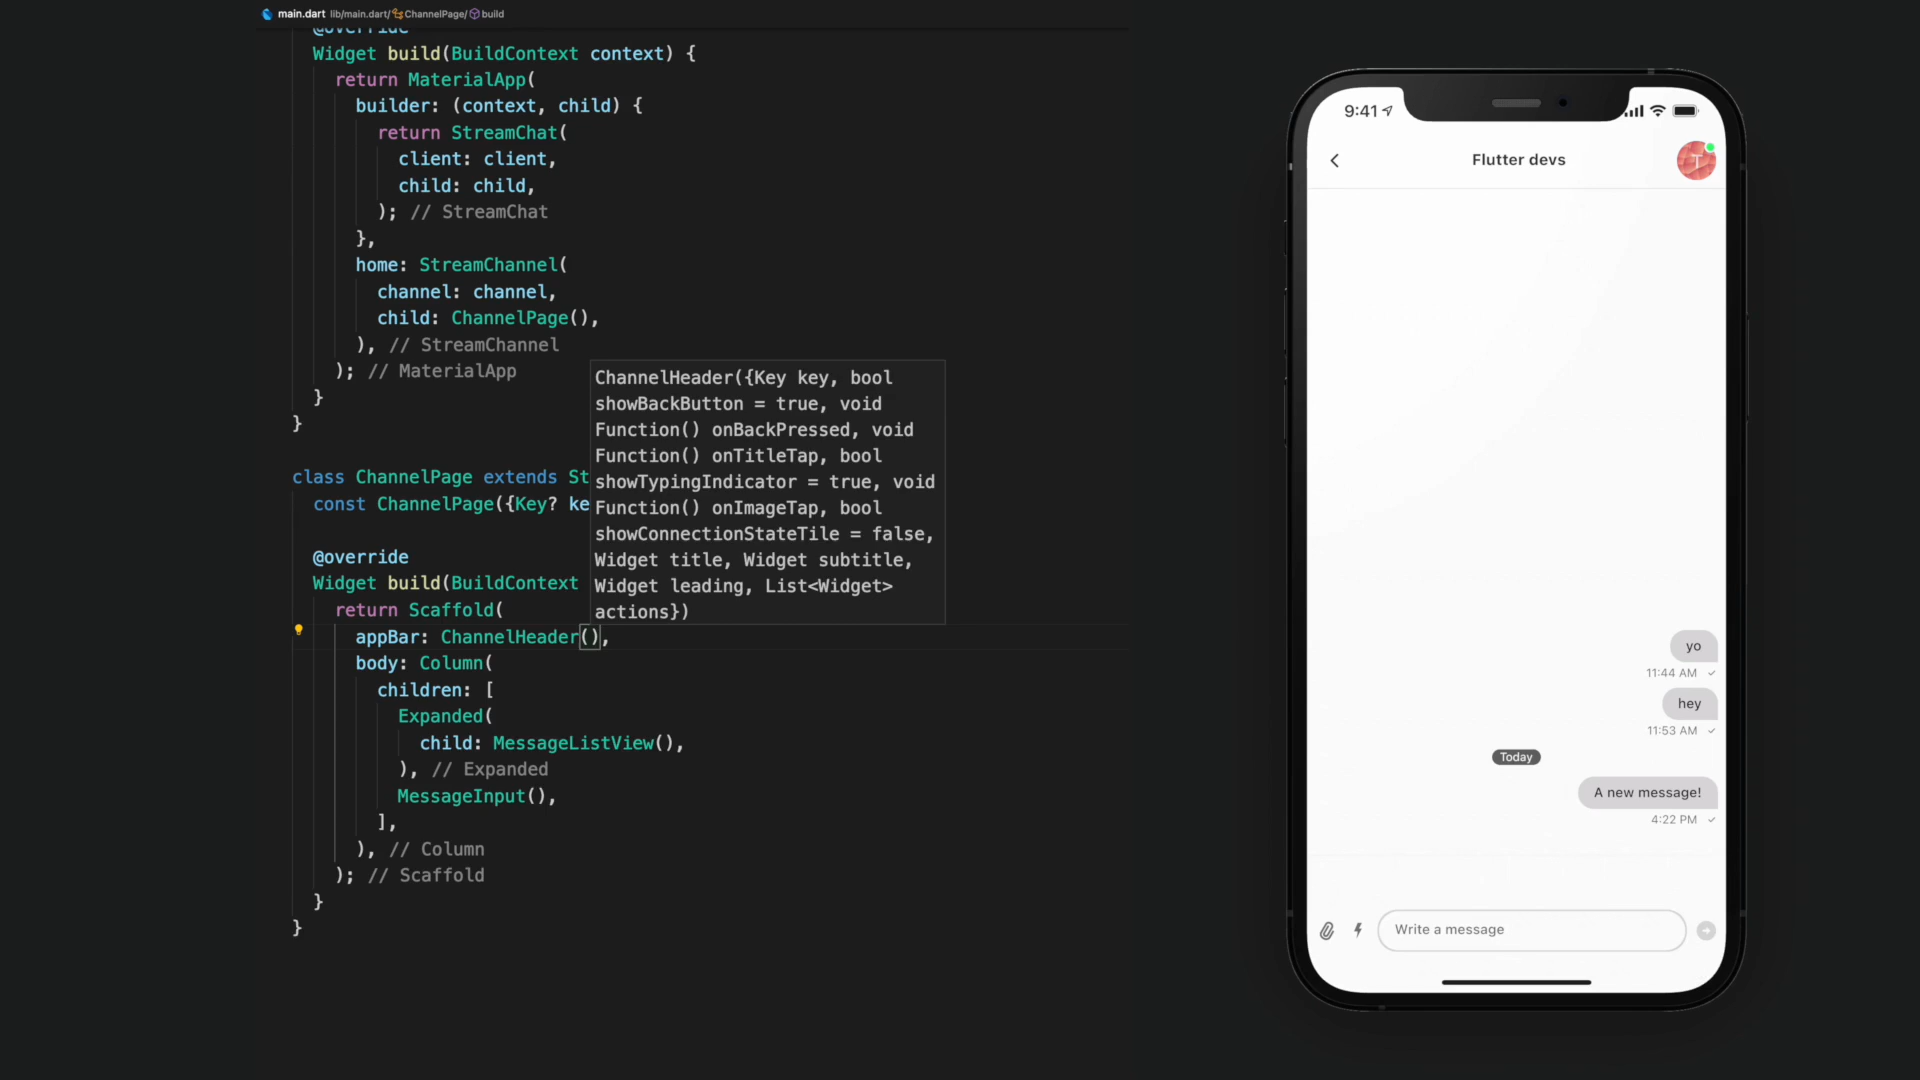 main.dart lib/main.dart/ ChannelPage/ build
@override
Widget build(BuildContext context) {
return MaterialApp(
builder: (context, child) {
return StreamChat(
client: client,
child: child,
); // StreamChat
},
home: StreamChannel(
channel: channel,
child: ChannelPage(),
), // StreamChannel
); // MaterialApp
}
}
class ChannelPage extends St
const ChannelPage({Key? ke
@override
Widget build(BuildContext
return Scaffold(
appBar: ChannelHeader(),
body: Column(
children: [
Expanded(
child: MessageListView(),
), // Expanded
MessageInput(),
],
), // Column
); // Scaffold
}
}
ChannelHeader({Key key, bool
showBackButton = true, void
Function() onBackPressed, void
Function() onTitleTap, bool
showTypingIndicator = true, void
Function() onImageTap, bool
showConnectionStateTile = false,
Widget title, Widget subtitle,
Widget leading, List<Widget>
actions})
9:41
Flutter devs
T
yo
11:44 AM
hey
11:53 AM
Today
A new message!
4:22 PM
Write a message